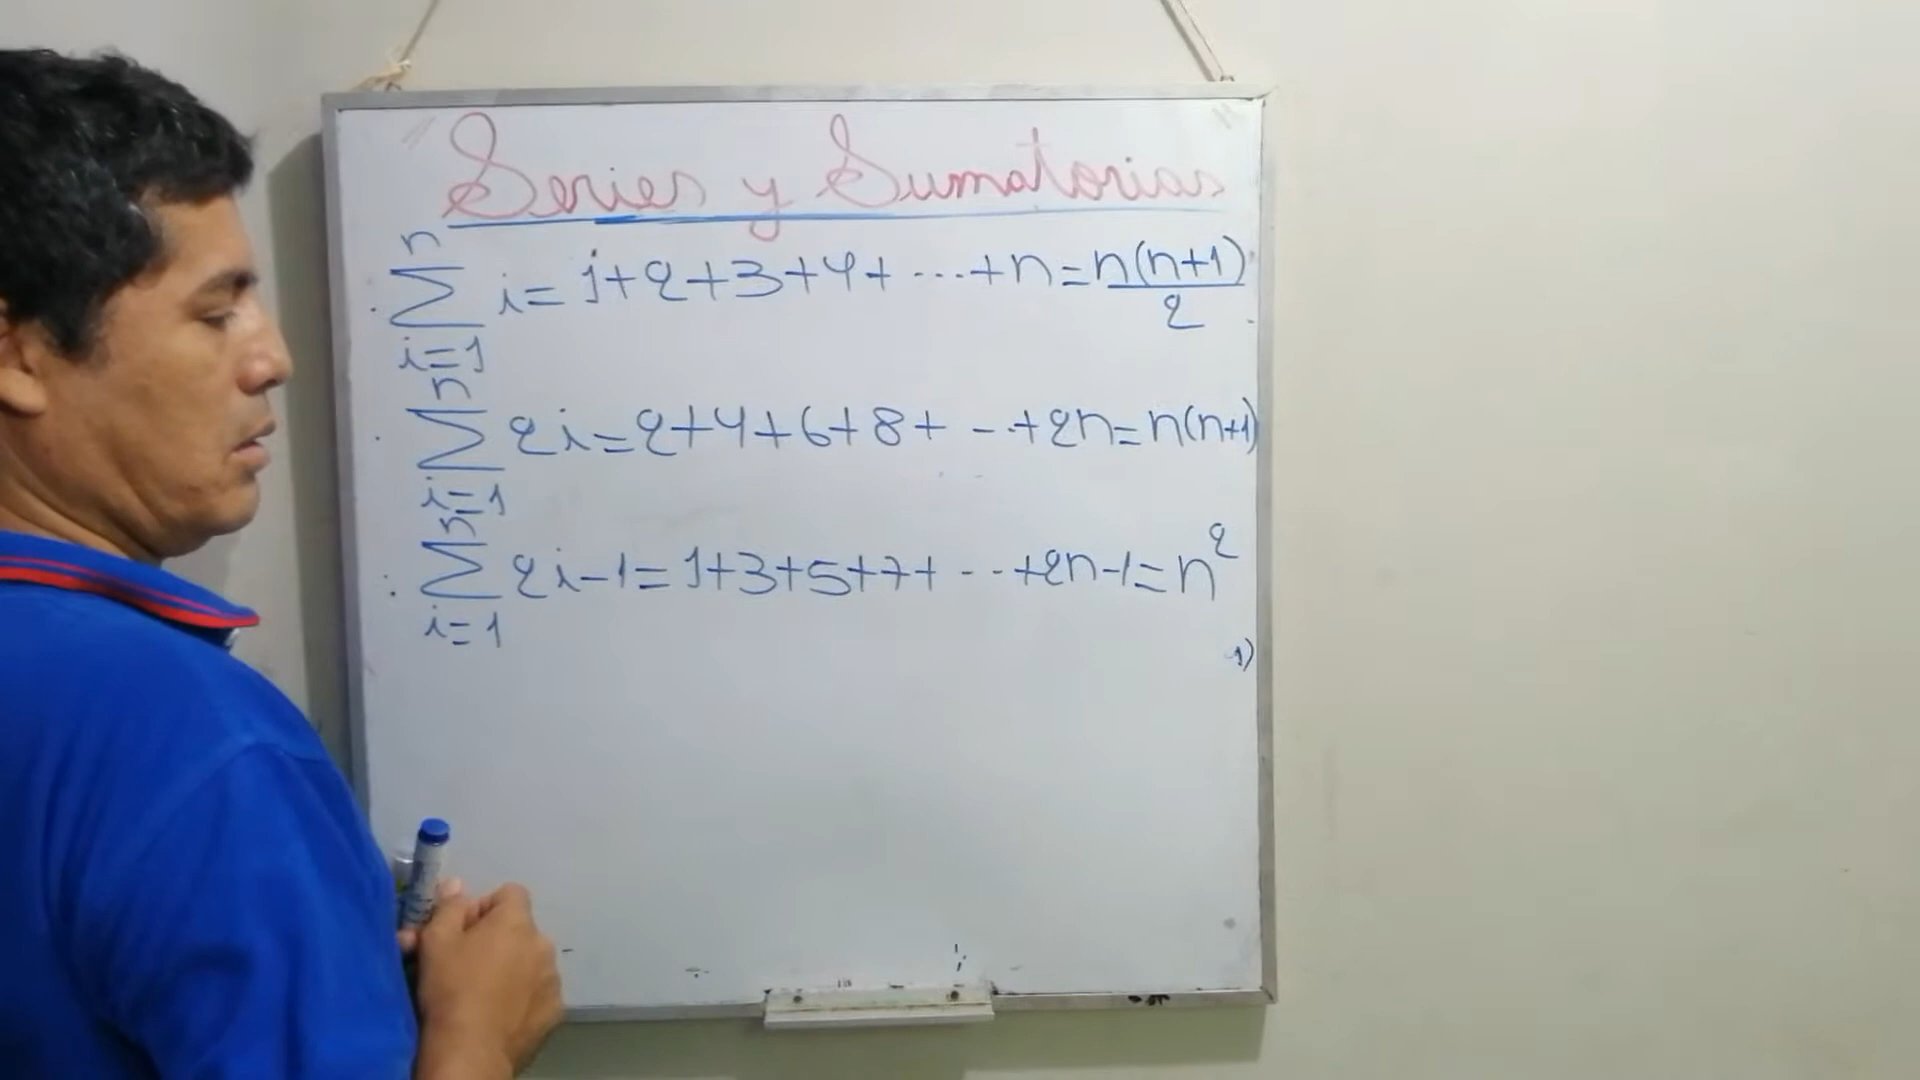 Series y Sumatorias
n
∑ i = 1+2+3+4+ ...+n = n(n+1)/2
i=1
n
∑ 2i = 2+4+6+8+ ...+2n = n(n+1)
i=1
n
∑ 2i-1 = 1+3+5+7+ ...+2n-1 = n²
i=1
1)